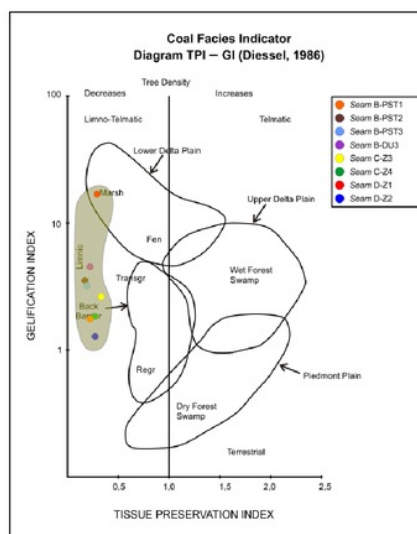 Coal Facies Indicator
Diagram TPI – GI (Diessel, 1986)
Tree Density
Decreases
Increases
Limno-Telmatic
Telmatic
Lower Delta Plain
Upper Delta Plain
Marsh
Fen
Limnic
Transgr
Wet Forest
Swamp
Back
Barrier
Regr
Piedmont Plain
Dry Forest
Swamp
Terrestrial
GELIFICATION INDEX
100
10
1
0,5
1,0
1,5
2,0
2,5
TISSUE PRESERVATION INDEX
Seam B-PST1
Seam B-PST2
Seam B-PST3
Seam B-DU3
Seam C-Z3
Seam C-Z4
Seam D-Z1
Seam D-Z2